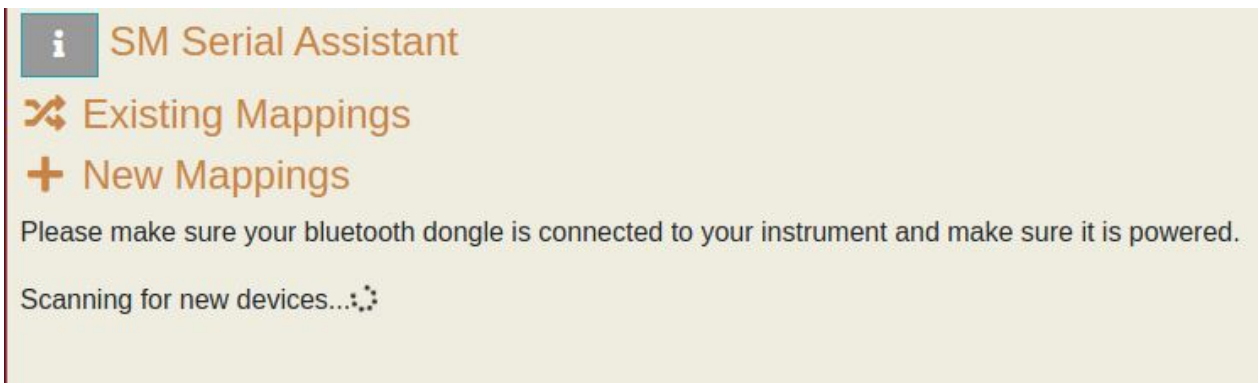 SM Serial Assistant
Existing Mappings
New Mappings
Please make sure your bluetooth dongle is connected to your instrument and make sure it is powered.
Scanning for new devices...